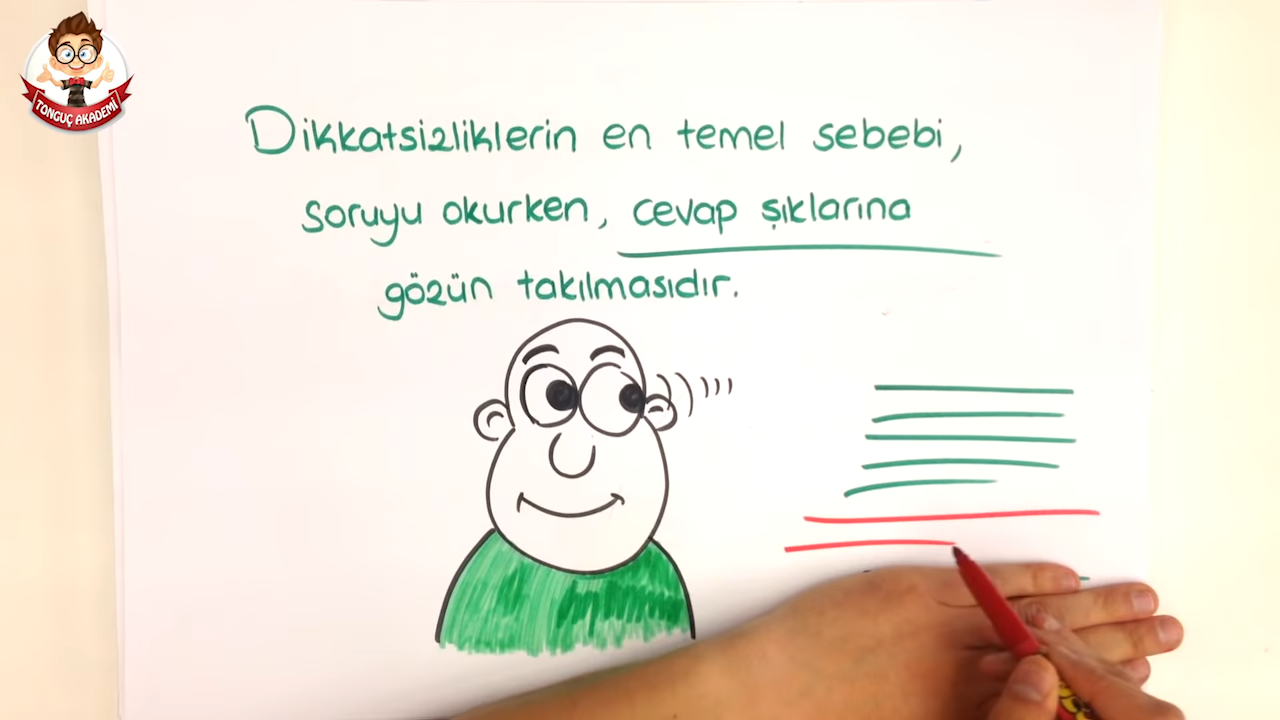 TONGUÇ AKADEMİ
Dikkatsizliklerin en temel sebebi,
soruyu okurken, cevap şıklarına
gözün takılmasıdır.